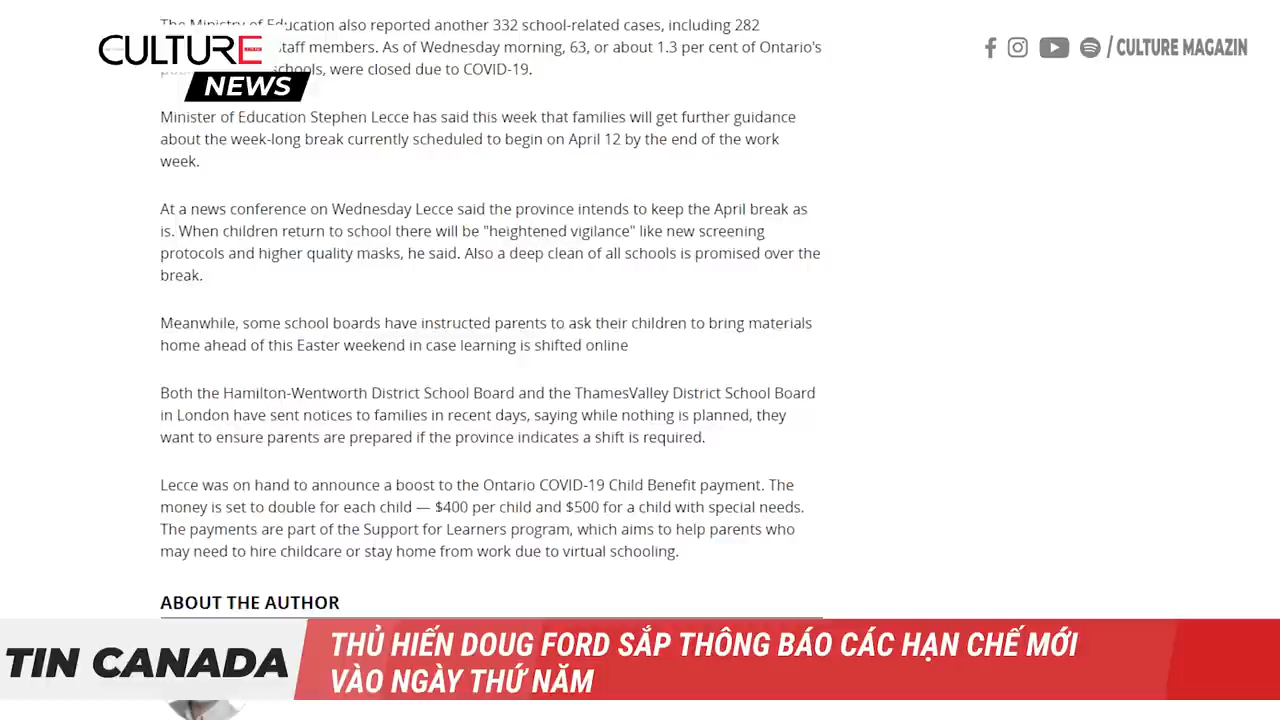 The Ministry of Education also reported another 332 school-related cases, including 282
staff members. As of Wednesday morning, 63, or about 1.3 per cent of Ontario's
schools, were closed due to COVID-19.
CULTURE
NEWS
/ CULTURE MAGAZIN
Minister of Education Stephen Lecce has said this week that families will get further guidance
about the week-long break currently scheduled to begin on April 12 by the end of the work
week.
At a news conference on Wednesday Lecce said the province intends to keep the April break as
is. When children return to school there will be "heightened vigilance" like new screening
protocols and higher quality masks, he said. Also a deep clean of all schools is promised over the
break.
Meanwhile, some school boards have instructed parents to ask their children to bring materials
home ahead of this Easter weekend in case learning is shifted online
Both the Hamilton-Wentworth District School Board and the ThamesValley District School Board
in London have sent notices to families in recent days, saying while nothing is planned, they
want to ensure parents are prepared if the province indicates a shift is required.
Lecce was on hand to announce a boost to the Ontario COVID-19 Child Benefit payment. The
money is set to double for each child — $400 per child and $500 for a child with special needs.
The payments are part of the Support for Learners program, which aims to help parents who
may need to hire childcare or stay home from work due to virtual schooling.
ABOUT THE AUTHOR
TIN CANADA
THỦ HIẾN DOUG FORD SẮP THÔNG BÁO CÁC HẠN CHẾ MỚI
VÀO NGÀY THỨ NĂM